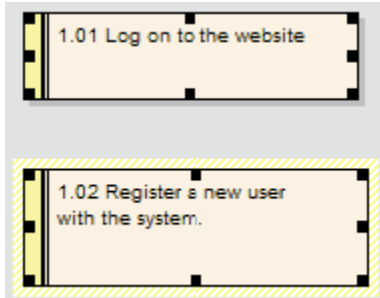 1.01 Log on to the website
1.02 Register a new user
with the system.